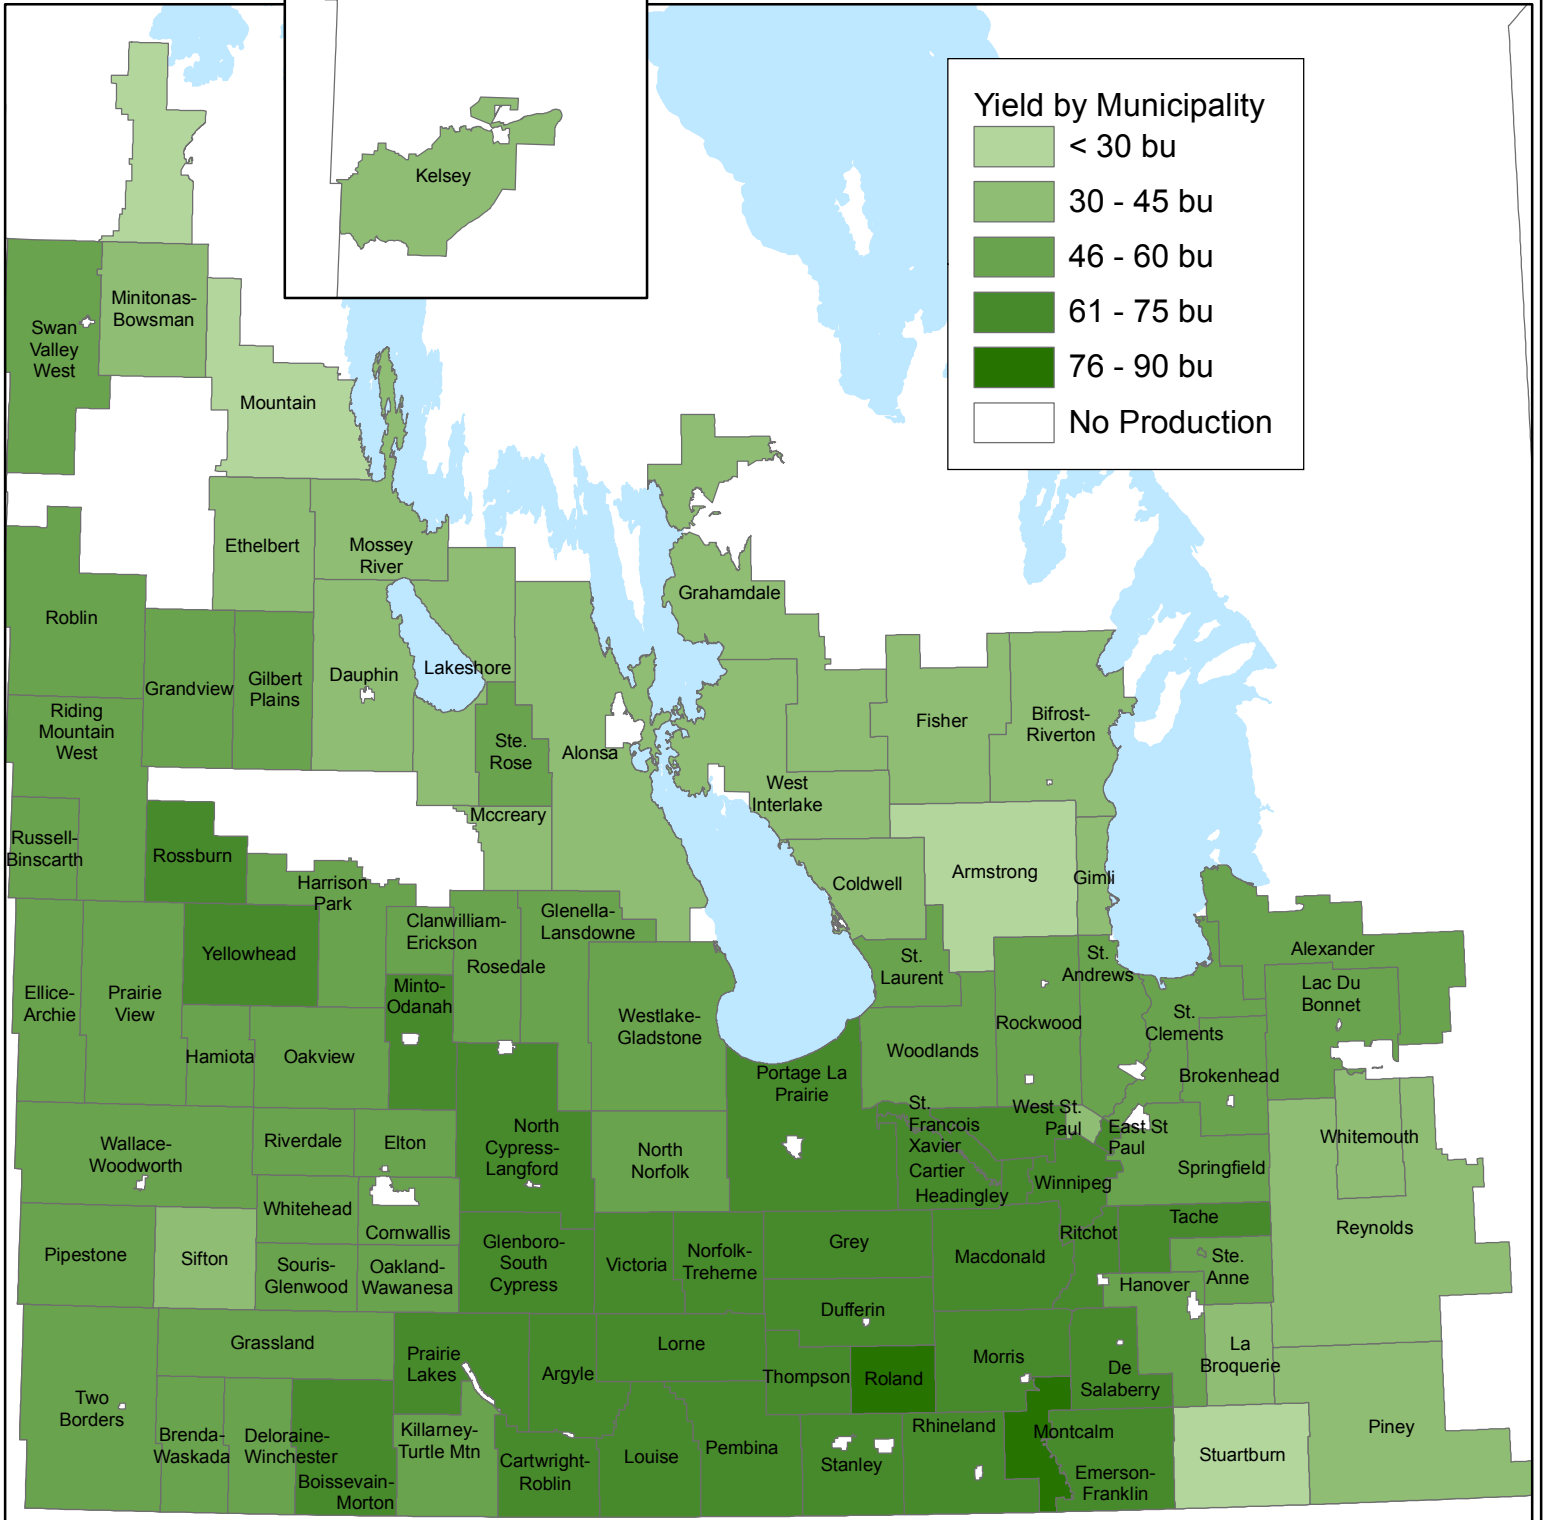 Yield by Municipality
< 30 bu
30 - 45 bu
46 - 60 bu
61 - 75 bu
76 - 90 bu
No Production
Kelsey
Minitonas-
Bowsman
Swan
Valley
West
Mountain
Ethelbert
Mossey
River
Grahamdale
Roblin
Grandview
Gilbert
Plains
Dauphin
Lakeshore
Riding
Mountain
West
Ste.
Rose
Alonsa
Fisher
Bifrost-
Riverton
West
Interlake
Mccreary
Russell-
Binscarth
Rossburn
Harrison
Park
Coldwell
Armstrong
Gimli
Clanwilliam-
Erickson
Glenella-
Lansdowne
Yellowhead
Rosedale
St.
Laurent
St.
Andrews
Alexander
Ellice-
Archie
Prairie
View
Minto-
Odanah
Lac Du
Bonnet
Westlake-
Gladstone
Rockwood
St.
Clements
Hamiota
Oakview
Woodlands
Portage La
Prairie
Brokenhead
St.
Francois
Xavier
West St.
Paul
East St
Paul
Whitemouth
Wallace-
Woodworth
Riverdale
Elton
North
Cypress-
Langford
North
Norfolk
Cartier
Headingley
Winnipeg
Springfield
Whitehead
Cornwallis
Tache
Reynolds
Pipestone
Sifton
Souris-
Glenwood
Oakland-
Wawanesa
Glenboro-
South
Cypress
Victoria
Norfolk-
Treherne
Grey
Macdonald
Ritchot
Ste.
Anne
Hanover
Dufferin
Grassland
Prairie
Lakes
Argyle
Lorne
Thompson
Roland
Morris
De
Salaberry
La
Broquerie
Two
Borders
Brenda-
Waskada
Deloraine-
Winchester
Boissevain-
Morton
Killarney-
Turtle Mtn
Cartwright-
Roblin
Louise
Pembina
Stanley
Rhineland
Montcalm
Emerson-
Franklin
Stuartburn
Piney